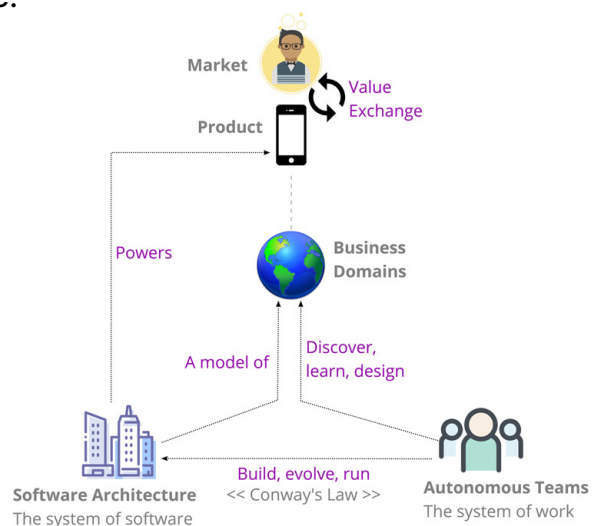 Market
Value
Exchange
Product
Powers
Business
Domains
A model of
Discover,
learn, design
Build, evolve, run
<< Conway's Law >>
Software Architecture
The system of software
Autonomous Teams
The system of work